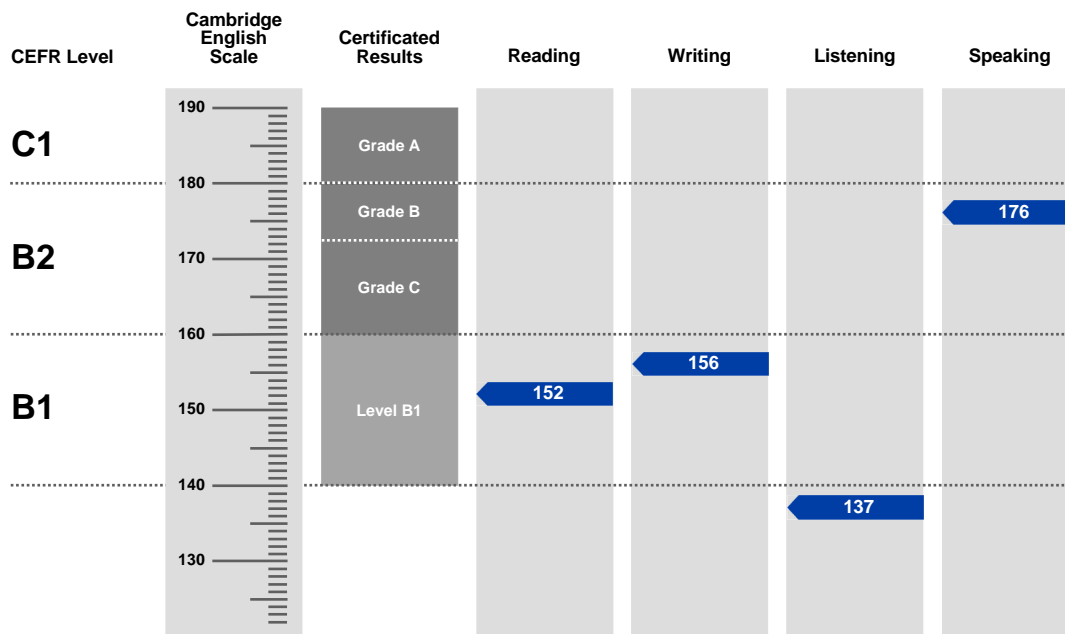 CEFR Level
Cambridge
English
Scale
Certificated
Results
Reading
Writing
Listening
Speaking
190
C1
Grade A
180
Grade B
176
B2
170
Grade C
160
156
152
B1
150
Level B1
140
137
130